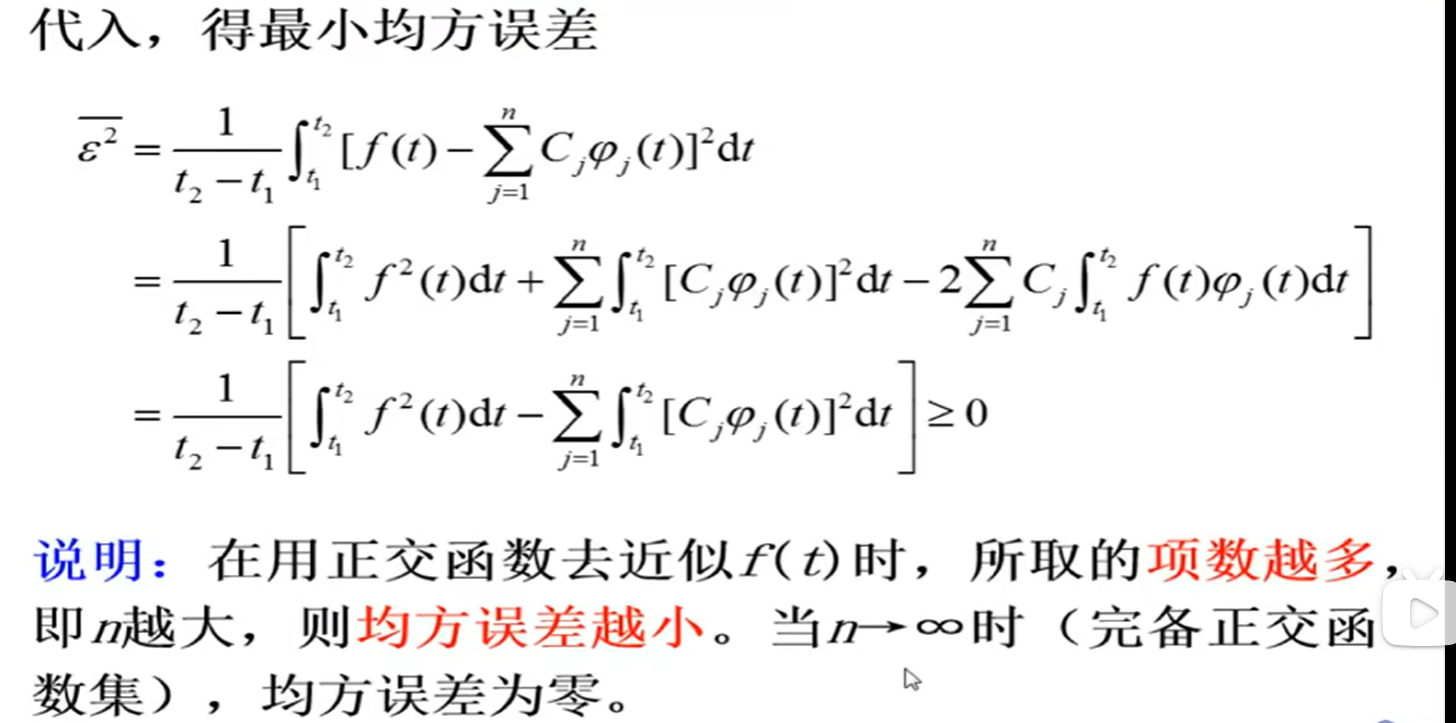 代入，得最小均方误差
$\overline{\varepsilon^2} = \frac{1}{t_2 - t_1} \int_{t_1}^{t_2} [f(t) - \sum_{j=1}^{n} C_j \varphi_j(t)]^2 \mathrm{d}t$
$= \frac{1}{t_2 - t_1} \left[ \int_{t_1}^{t_2} f^2(t) \mathrm{d}t + \sum_{j=1}^{n} \int_{t_1}^{t_2} [C_j \varphi_j(t)]^2 \mathrm{d}t - 2 \sum_{j=1}^{n} C_j \int_{t_1}^{t_2} f(t) \varphi_j(t) \mathrm{d}t \right]$
$= \frac{1}{t_2 - t_1} \left[ \int_{t_1}^{t_2} f^2(t) \mathrm{d}t - \sum_{j=1}^{n} \int_{t_1}^{t_2} [C_j \varphi_j(t)]^2 \mathrm{d}t \right] \geq 0$
说明：在用正交函数去近似f(t)时，所取的项数越多，
即n越大，则均方误差越小。当n→∞时（完备正交函
数集），均方误差为零。